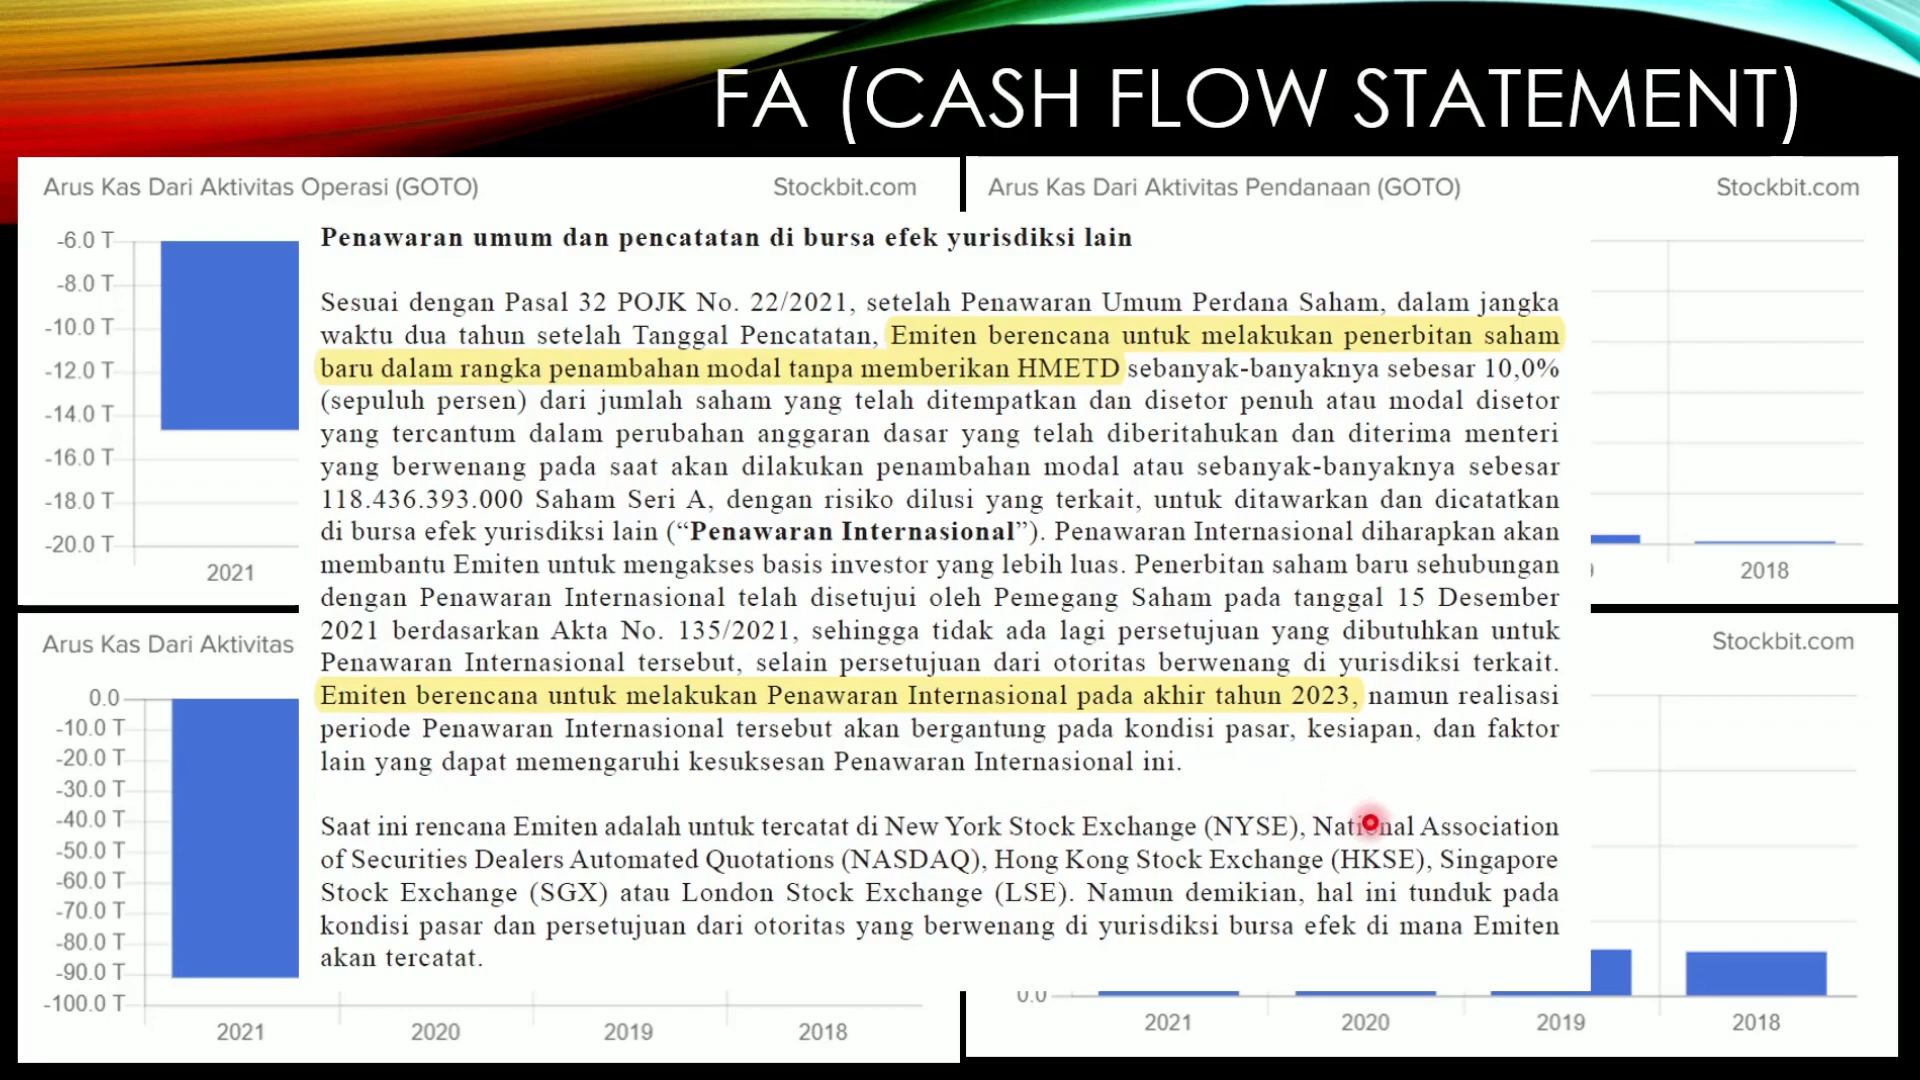 FA (CASH FLOW STATEMENT)
Arus Kas Dari Aktivitas Operasi (GOTO)
Stockbit.com
-6.0 T
-8.0 T
-10.0 T
-12.0 T
-14.0 T
-16.0 T
-18.0 T
-20.0 T
2021
Arus Kas Dari Aktivitas Pendanaan (GOTO)
Stockbit.com
2018
Penawaran umum dan pencatatan di bursa efek yurisdiksi lain
Sesuai dengan Pasal 32 POJK No. 22/2021, setelah Penawaran Umum Perdana Saham, dalam jangka
waktu dua tahun setelah Tanggal Pencatatan, Emiten berencana untuk melakukan penerbitan saham
baru dalam rangka penambahan modal tanpa memberikan HMETD sebanyak-banyaknya sebesar 10,0%
(sepuluh persen) dari jumlah saham yang telah ditempatkan dan disetor penuh atau modal disetor
yang tercantum dalam perubahan anggaran dasar yang telah diberitahukan dan diterima menteri
yang berwenang pada saat akan dilakukan penambahan modal atau sebanyak-banyaknya sebesar
118.436.393.000 Saham Seri A, dengan risiko dilusi yang terkait, untuk ditawarkan dan dicatatkan
di bursa efek yurisdiksi lain (“Penawaran Internasional”). Penawaran Internasional diharapkan akan
membantu Emiten untuk mengakses basis investor yang lebih luas. Penerbitan saham baru sehubungan
dengan Penawaran Internasional telah disetujui oleh Pemegang Saham pada tanggal 15 Desember
2021 berdasarkan Akta No. 135/2021, sehingga tidak ada lagi persetujuan yang dibutuhkan untuk
Penawaran Internasional tersebut, selain persetujuan dari otoritas berwenang di yurisdiksi terkait.
Emiten berencana untuk melakukan Penawaran Internasional pada akhir tahun 2023, namun realisasi
periode Penawaran Internasional tersebut akan bergantung pada kondisi pasar, kesiapan, dan faktor
lain yang dapat memengaruhi kesuksesan Penawaran Internasional ini.
Saat ini rencana Emiten adalah untuk tercatat di New York Stock Exchange (NYSE), National Association
of Securities Dealers Automated Quotations (NASDAQ), Hong Kong Stock Exchange (HKSE), Singapore
Stock Exchange (SGX) atau London Stock Exchange (LSE). Namun demikian, hal ini tunduk pada
kondisi pasar dan persetujuan dari otoritas yang berwenang di yurisdiksi bursa efek di mana Emiten
akan tercatat.
Arus Kas Dari Aktivitas
0.0
-10.0 T
-20.0 T
-30.0 T
-40.0 T
-50.0 T
-60.0 T
-70.0 T
-80.0 T
-90.0 T
-100.0 T
2021 2020 2019 2018
Stockbit.com
0.0
2021 2020 2019 2018